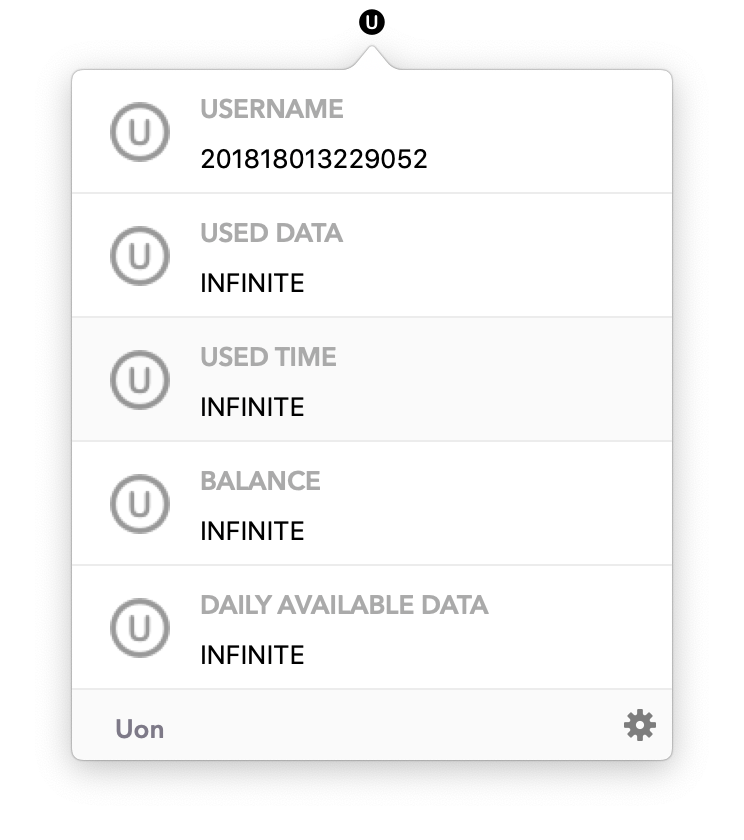 U
U USERNAME
201818013229052
U USED DATA
INFINITE
U USED TIME
INFINITE
U BALANCE
INFINITE
U DAILY AVAILABLE DATA
INFINITE
Uon